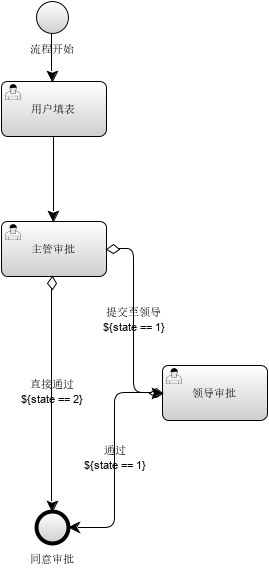 流程开始
用户填表
主管审批
提交至领导
${state == 1}
直接通过
${state == 2}
领导审批
通过
${state == 1}
同意审批